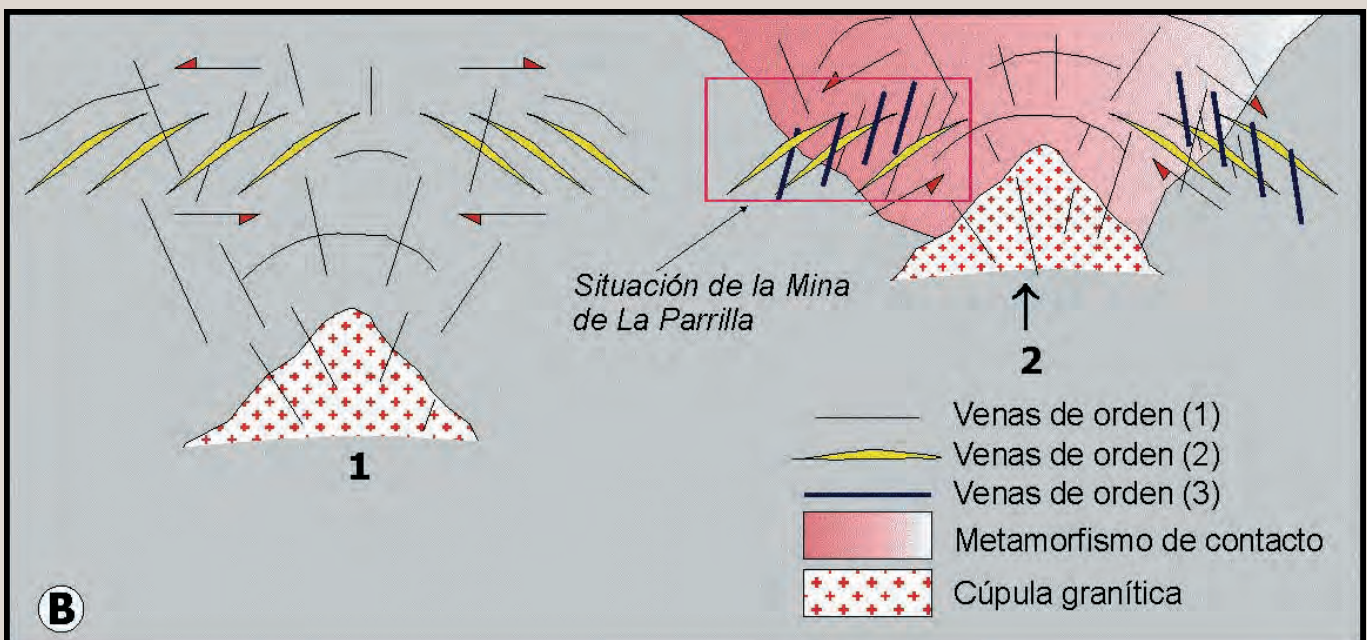 1
Situación de la Mina
de La Parrilla
2
Venas de orden (1)
Venas de orden (2)
Venas de orden (3)
Metamorfismo de contacto
Cúpula granítica
B